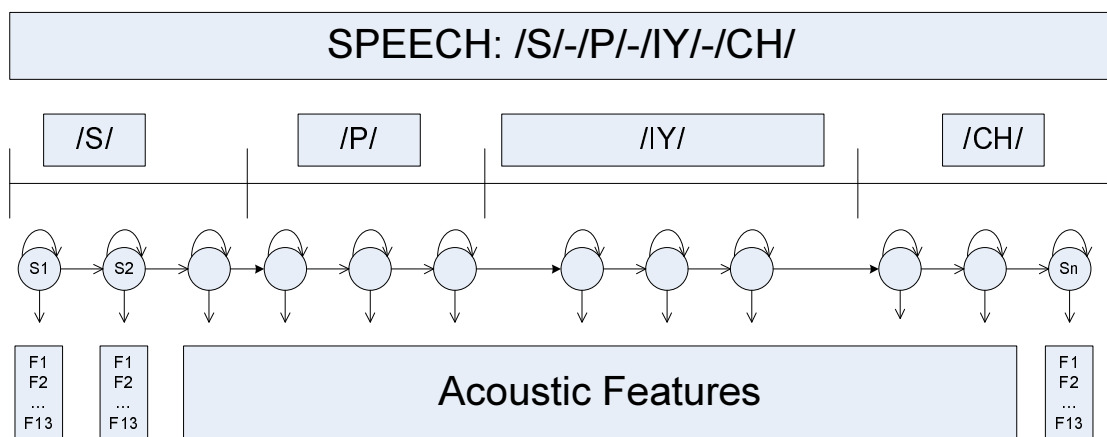 SPEECH: /S/-/P/-/IY/-/CH/
/S/ /P/ /IY/ /CH/
S1 S2 Sn
F1 F1 F1
F2 F2 F2
... ... ...
F13 F13 F13
Acoustic Features